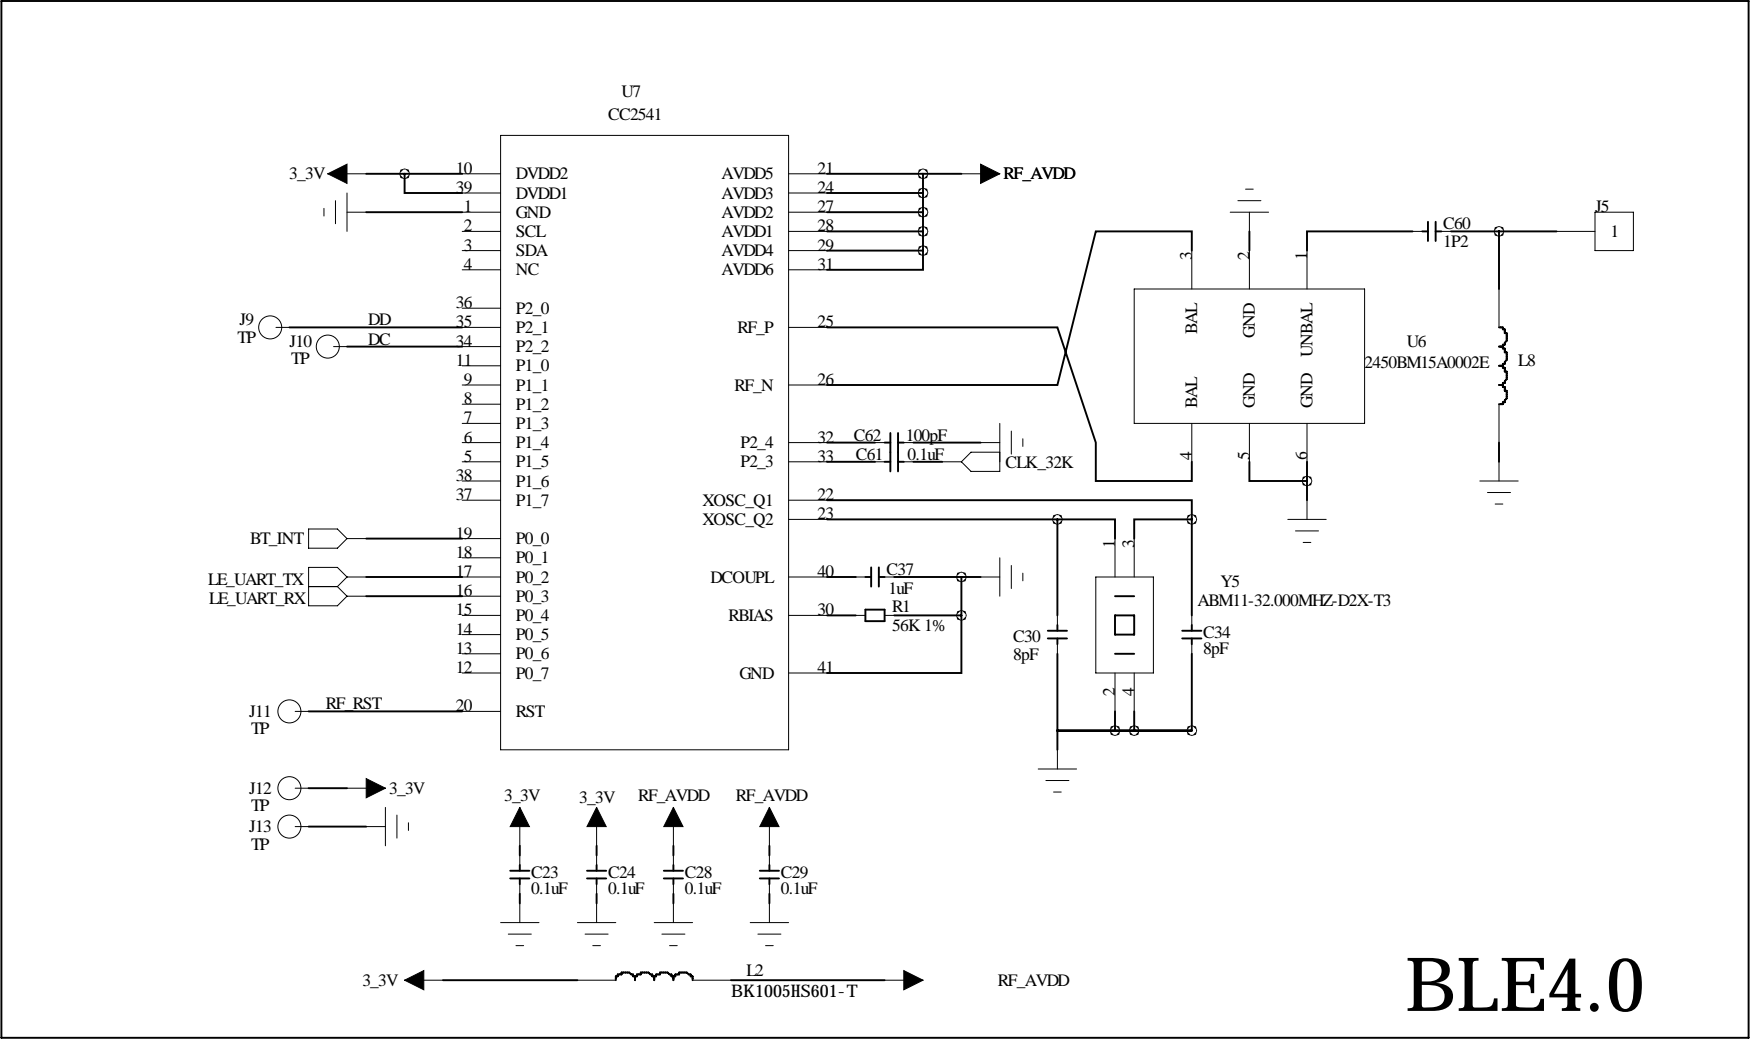 U7
CC2541
3_3V
10 DVDD2
39 DVDD1
1 GND
2 SCL
3 SDA
4 NC
36 P2_0
J9 TP DD 35 P2_1
J10 TP DC 34 P2_2
11 P1_0
9 P1_1
8 P1_2
7 P1_3
6 P1_4
5 P1_5
38 P1_6
37 P1_7
BT_INT 19 P0_0
18 P0_1
LE_UART_TX 17 P0_2
LE_UART_RX 16 P0_3
15 P0_4
14 P0_5
13 P0_6
12 P0_7
J11 TP RF_RST 20 RST
AVDD5 21 RF_AVDD
AVDD3 24
AVDD2 27
AVDD1 28
AVDD4 29
AVDD6 31
RF_P 25
RF_N 26
P2_4 32 C62 100pF
P2_3 33 C61 0.1uF CLK_32K
XOSC_Q1 22
XOSC_Q2 23
DCOUPL 40 C37
1uF
RBIAS 30 R1
56K 1%
GND 41
3 2 1
BAL GND UNBAL
BAL GND GND
4 5 6
U6
2450BM15A0002E
C60
1P2
J5
1
L8
1 3
Y5
ABM11-32.000MHZ-D2X-T3
2 4
C30
8pF
C34
8pF
J12
TP
3_3V
J13
TP
3_3V 3_3V RF_AVDD RF_AVDD
C23 C24 C28 C29
0.1uF 0.1uF 0.1uF 0.1uF
3_3V L2 RF_AVDD
BK1005HS601-T
BLE4.0